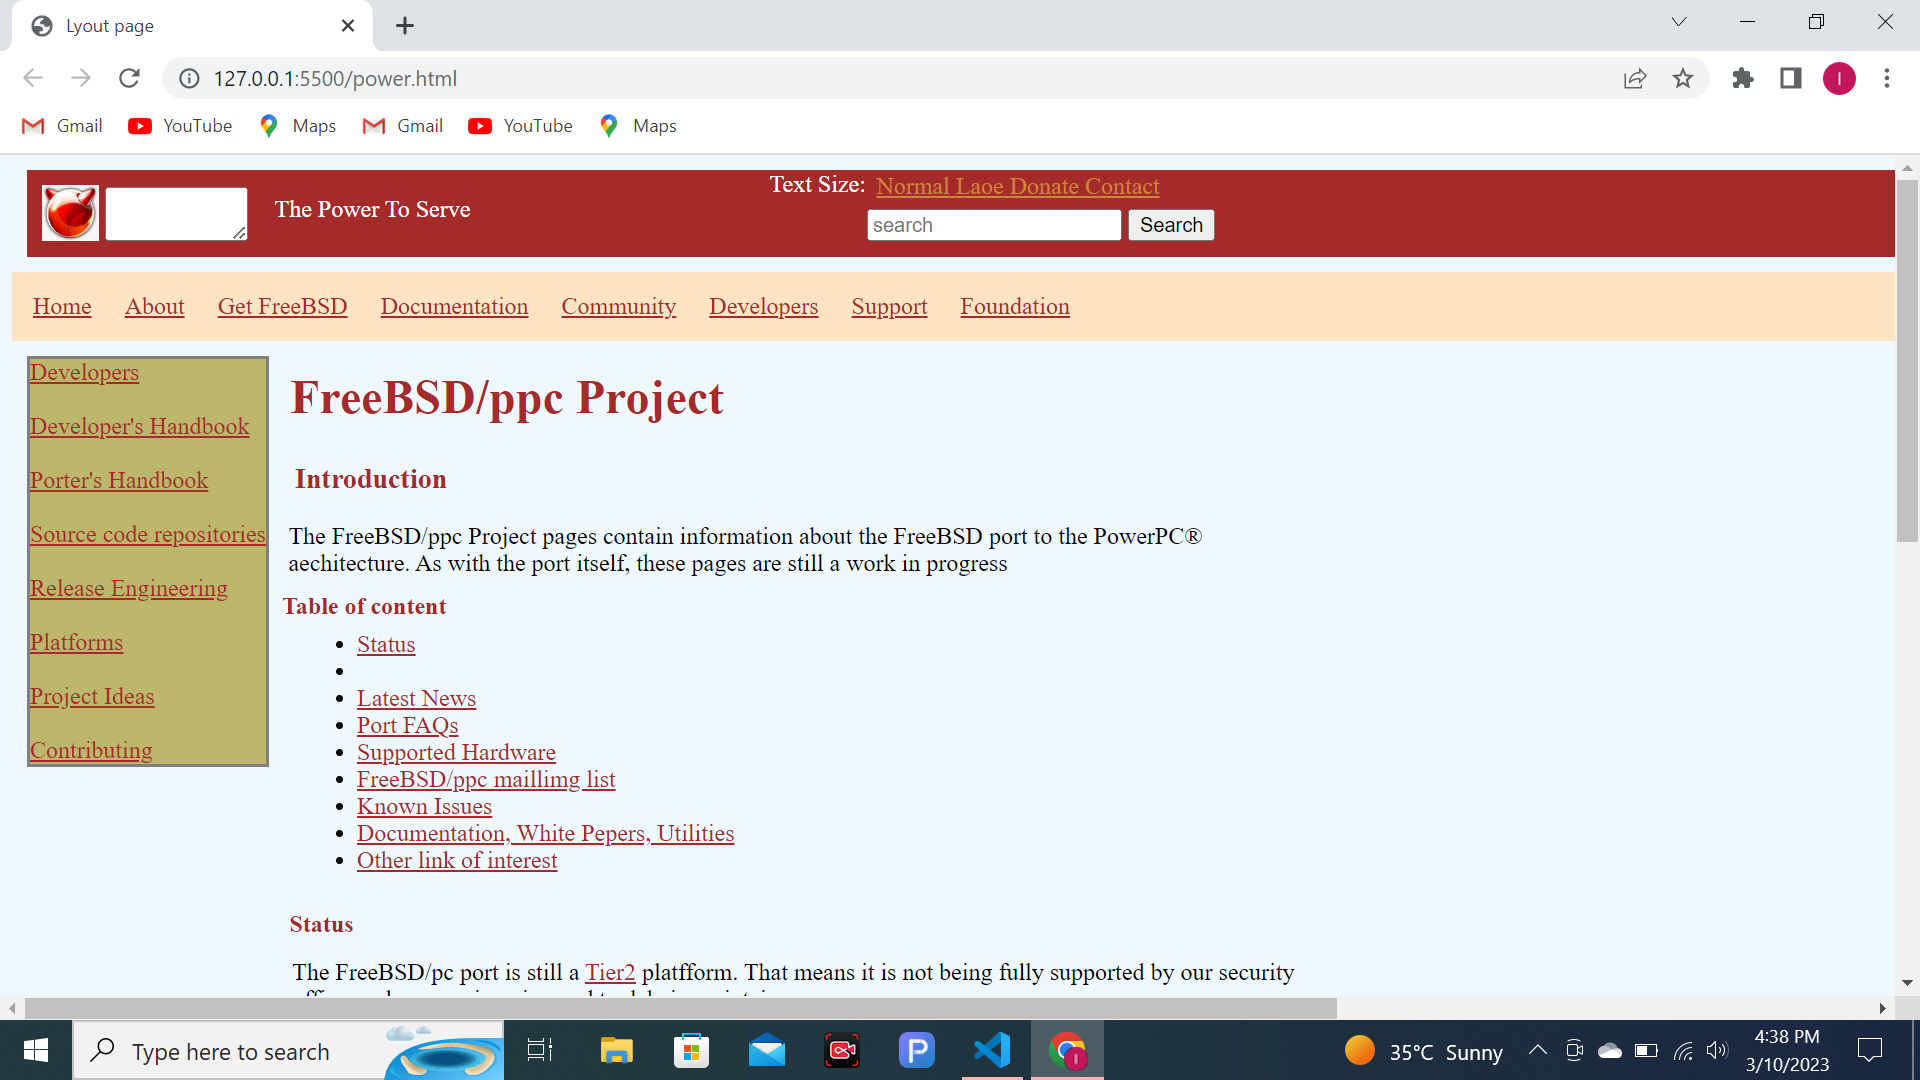 Lyout page
127.0.0.1:5500/power.html
I
Gmail YouTube Maps Gmail YouTube Maps
Text Size: Normal Laoe Donate Contact
The Power To Serve
search Search
Home About Get FreeBSD Documentation Community Developers Support Foundation
Developers
Developer's Handbook
Porter's Handbook
Source code repositories
Release Engineering
Platforms
Project Ideas
Contributing
FreeBSD/ppc Project
Introduction
The FreeBSD/ppc Project pages contain information about the FreeBSD port to the PowerPC®
aechitecture. As with the port itself, these pages are still a work in progress
Table of content
Status
Latest News
Port FAQs
Supported Hardware
FreeBSD/ppc maillimg list
Known Issues
Documentation, White Pepers, Utilities
Other link of interest
Status
The FreeBSD/pc port is still a Tier2 platfform. That means it is not being fully supported by our security
Type here to search
35°C Sunny
4:38 PM
3/10/2023